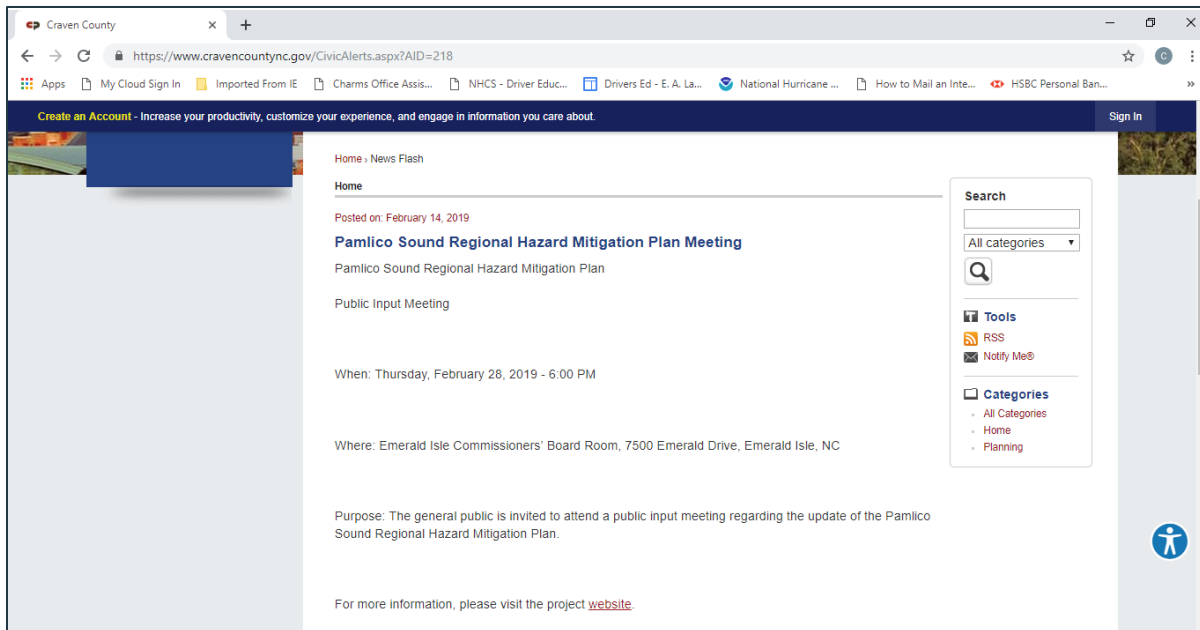 Craven County
https://www.cravencountync.gov/CivicAlerts.aspx?AID=218
C
Apps My Cloud Sign In Imported From IE Charms Office Assis... NHCS - Driver Educ... Drivers Ed - E. A. La... National Hurricane ... How to Mail an Inte... HSBC Personal Ban... »
Create an Account - Increase your productivity, customize your experience, and engage in information you care about. Sign In
Home › News Flash
Home
Posted on: February 14, 2019
Pamlico Sound Regional Hazard Mitigation Plan Meeting
Pamlico Sound Regional Hazard Mitigation Plan
Public Input Meeting
When: Thursday, February 28, 2019 - 6:00 PM
Where: Emerald Isle Commissioners’ Board Room, 7500 Emerald Drive, Emerald Isle, NC
Purpose: The general public is invited to attend a public input meeting regarding the update of the Pamlico
Sound Regional Hazard Mitigation Plan.
For more information, please visit the project website.
Search
All categories
Tools
RSS
Notify Me®
Categories
All Categories
Home
Planning